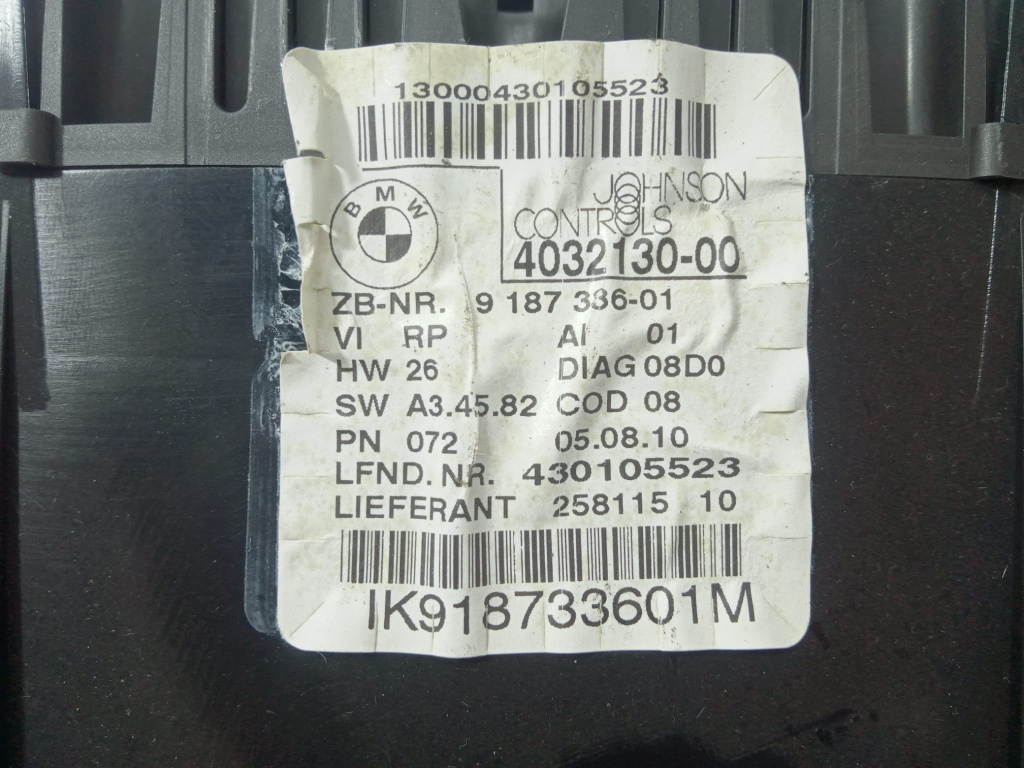 13000430105523
BMW
JOHNSON
CONTROLS
4032130-00
ZB-NR. 9 187 336-01
VI RP AI 01
HW 26 DIAG 08D0
SW A3.45.82 COD 08
PN 072 05.08.10
LFND. NR. 430105523
LIEFERANT 258115 10
IK918733601M